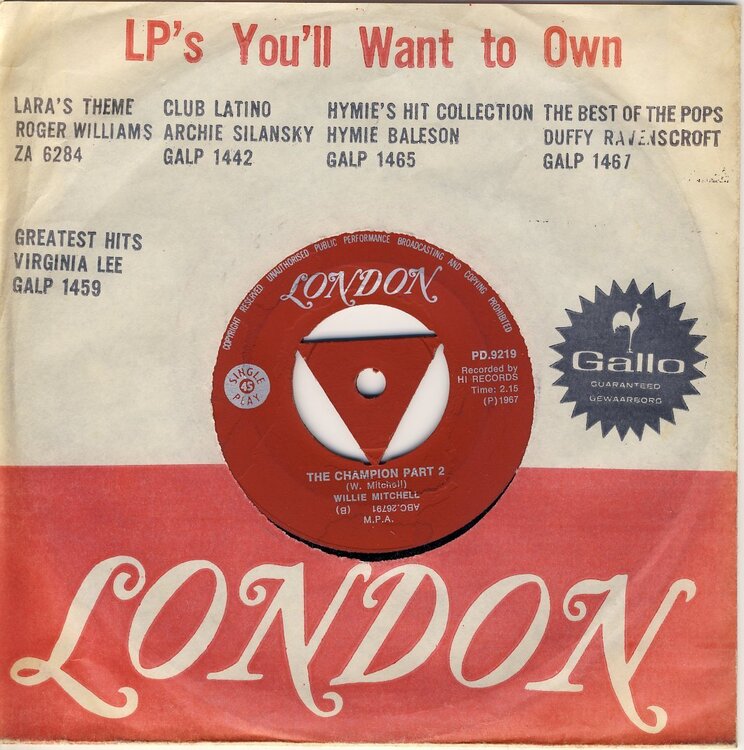 LP's You'll Want to Own
LARA'S THEME
ROGER WILLIAMS
ZA 6284
CLUB LATINO
ARCHIE SILANSKY
GALP 1442
HYMIE'S HIT COLLECTION
HYMIE BALESON
GALP 1465
THE BEST OF THE POPS
DUFFY RAVENSCROFT
GALP 1467
GREATEST HITS
VIRGINIA LEE
GALP 1459
COPYRIGHT RESERVED UNAUTHORISED PUBLIC PERFORMANCE BROADCASTING AND COPYING PROHIBITED
LONDON
SINGLE
45
PLAY
PD.9219
Recorded by
HI RECORDS
Time: 2.15
(P)1967
THE CHAMPION PART 2
(W. Mitchell)
WILLIE MITCHELL
(B) ABC.26791
M.P.A.
Gallo
GUARANTEED
GEWAARBORG
LONDON